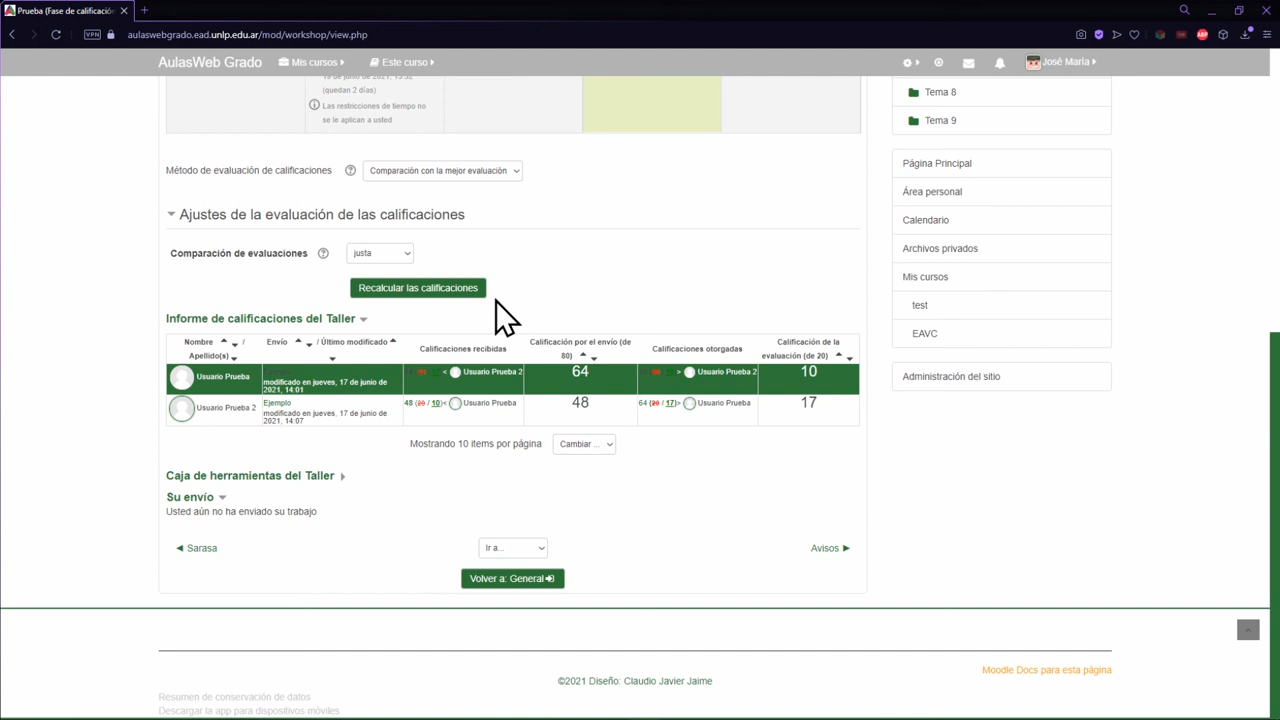 Prueba (Fase de calificación
VPN
aulaswebgrado.ead.unlp.edu.ar/mod/workshop/view.php
AulasWeb Grado
Mis cursos
Este curso
José María
(quedan 2 días)
Las restricciones de tiempo no
se le aplican a usted
Tema 8
Tema 9
Página Principal
Área personal
Calendario
Archivos privados
Mis cursos
test
EAVC
Administración del sitio
Método de evaluación de calificaciones
Comparación con la mejor evaluación
Ajustes de la evaluación de las calificaciones
Comparación de evaluaciones
justa
Recalcular las calificaciones
Informe de calificaciones del Taller
Nombre /
Apellido(s)
Envío / Último modificado
Calificaciones recibidas
Calificación por el envío (de
80)
Calificaciones otorgadas
Calificación de la
evaluación (de 20)
Usuario Prueba
modificado en jueves, 17 de junio de
2021, 14:01
< Usuario Prueba 2
64
> Usuario Prueba 2
10
Usuario Prueba 2
Ejemplo
modificado en jueves, 17 de junio de
2021, 14:07
48 (20 / 10)< Usuario Prueba
48
64 (20 / 17)> Usuario Prueba
17
Mostrando 10 items por página
Cambiar ...
Caja de herramientas del Taller
Su envío
Usted aún no ha enviado su trabajo
◄ Sarasa
Ir a...
Avisos ►
Volver a: General
Moodle Docs para esta página
©2021 Diseño: Claudio Javier Jaime
Resumen de conservación de datos
Descargar la app para dispositivos móviles